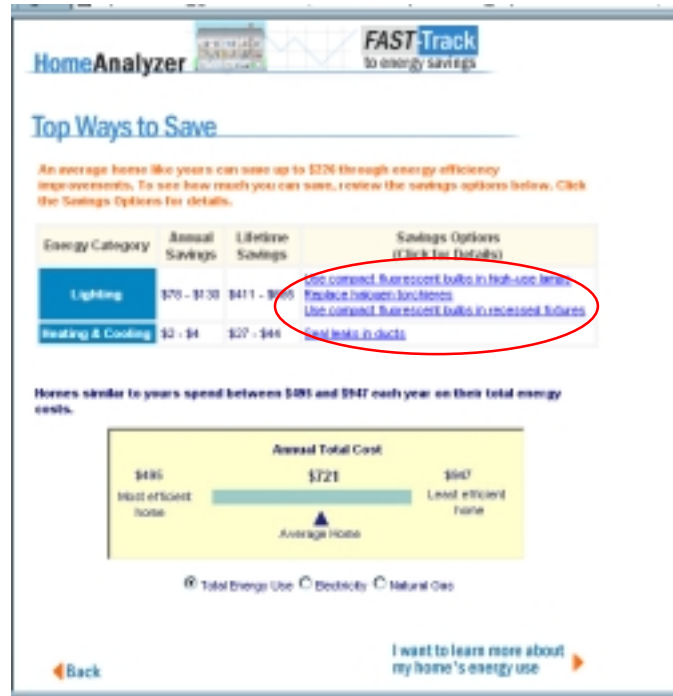 HomeAnalyzer
FAST-Track
to energy savings
Top Ways to Save
An average home like yours can save up to $226 through energy efficiency
improvements. To see how much you can save, review the savings options below. Click
the Savings Options for details.
Energy Category Annual Savings Lifetime Savings Savings Options (Click for Details)
Lighting $78 - $130 $411 - Use compact fluorescent bulbs in high-use lamps
Replace halogen torchieres
Use compact fluorescent bulbs in recessed fixtures
Heating & Cooling $2 - $4 $27 - $44 Seal leaks in ducts
Homes similar to yours spend between $495 and $947 each year on their total energy
costs.
Annual Total Cost
$495 $721 $947
Most efficient home Least efficient home
Average Home
Total Energy Use Electricity Natural Gas
Back
I want to learn more about
my home's energy use